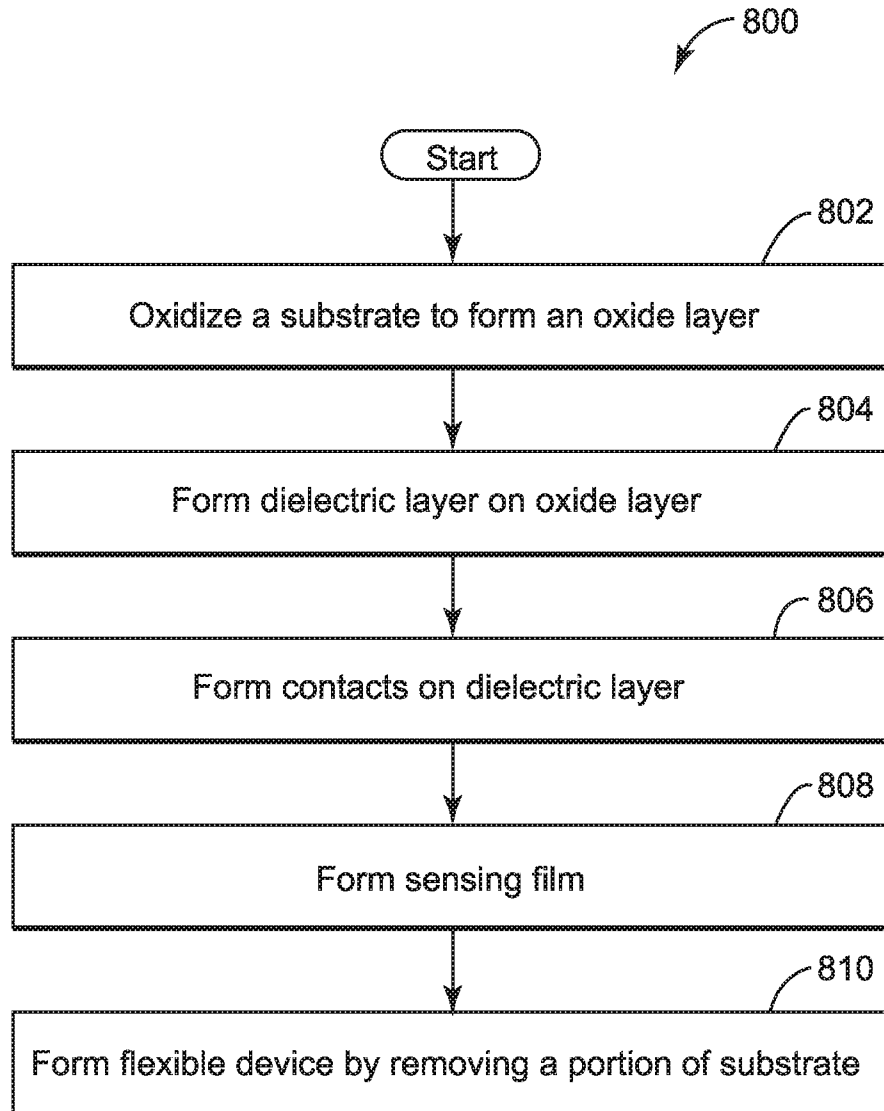 800
Start
802
Oxidize a substrate to form an oxide layer
804
Form dielectric layer on oxide layer
806
Form contacts on dielectric layer
808
Form sensing film
810
Form flexible device by removing a portion of substrate